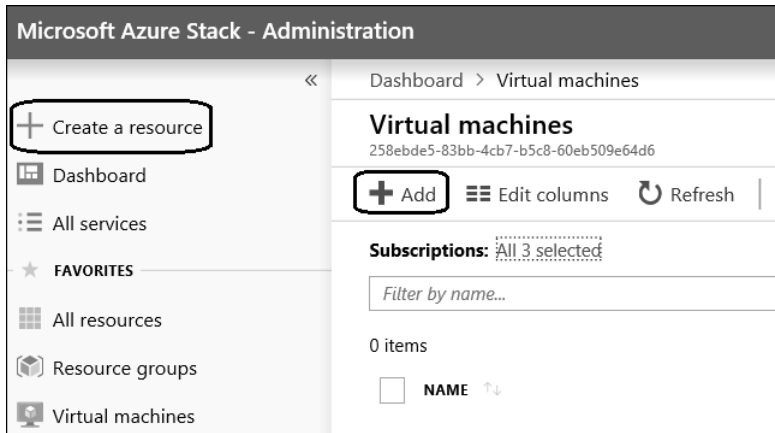 Microsoft Azure Stack - Administration
«
Create a resource
Dashboard
All services
FAVORITES
All resources
Resource groups
Virtual machines
Dashboard > Virtual machines
Virtual machines
258ebde5-83bb-4cb7-b5c8-60eb509e64d6
Add Edit columns Refresh
Subscriptions: All 3 selected
Filter by name...
0 items
NAME ↑↓